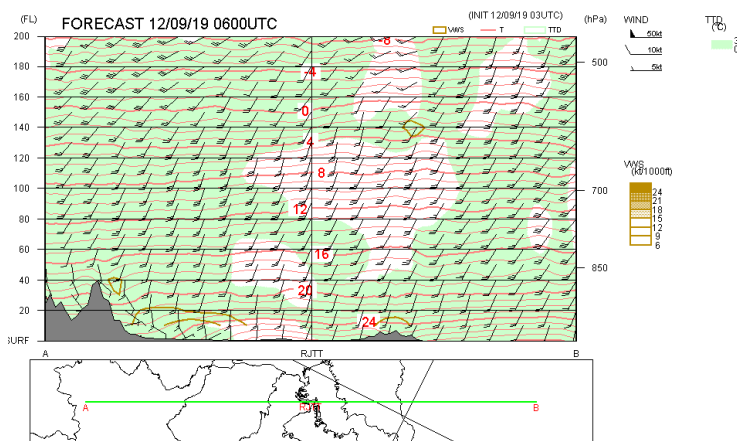 (FL) FORECAST 12/09/19 0600UTC (INIT 12/09/19 03UTC) (hPa) WIND TTD
VWS T TTD 50kt (℃)
200 -8 10kt
180 500 5kt
-4
160
0
140
4
120 VWS
8 700 (kt/1000ft)
100 24
12 21
80 18
15
60 16 12
850 9
40 6
20
20 24
SURF
A RJTT B
A B